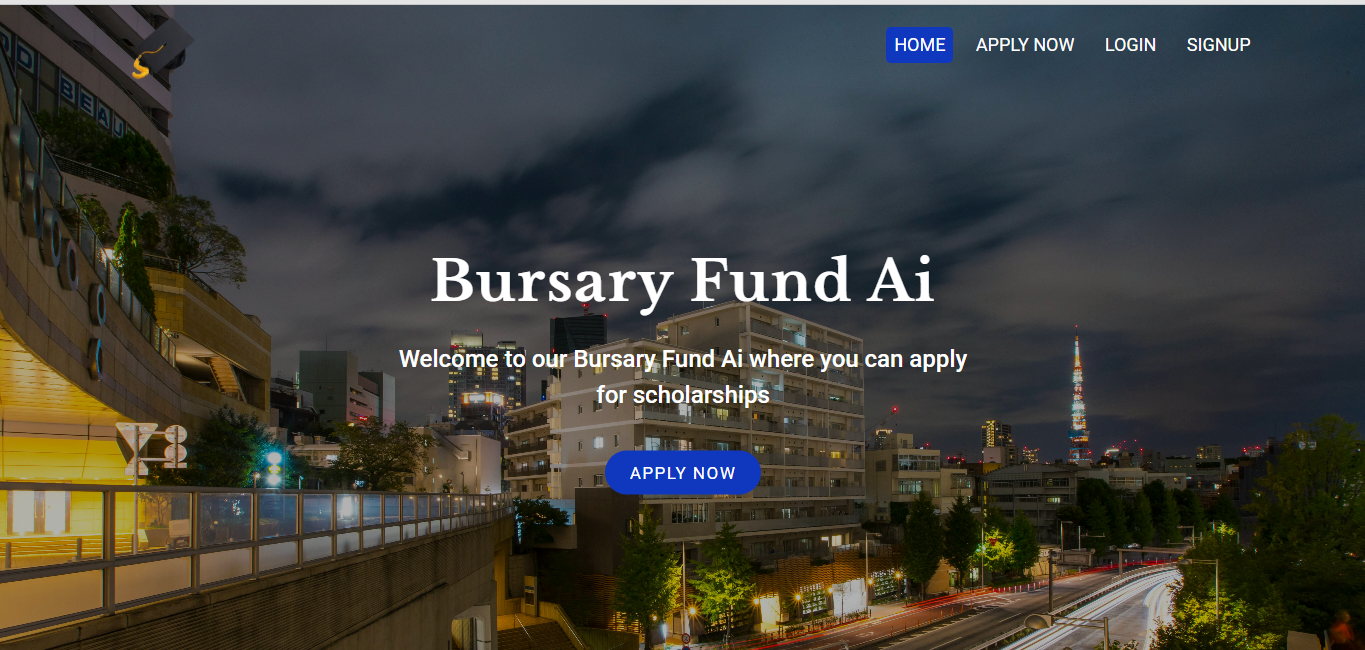 HOME APPLY NOW LOGIN SIGNUP
BEAU
Bursary Fund Ai
Welcome to our Bursary Fund Ai where you can apply
for scholarships
APPLY NOW